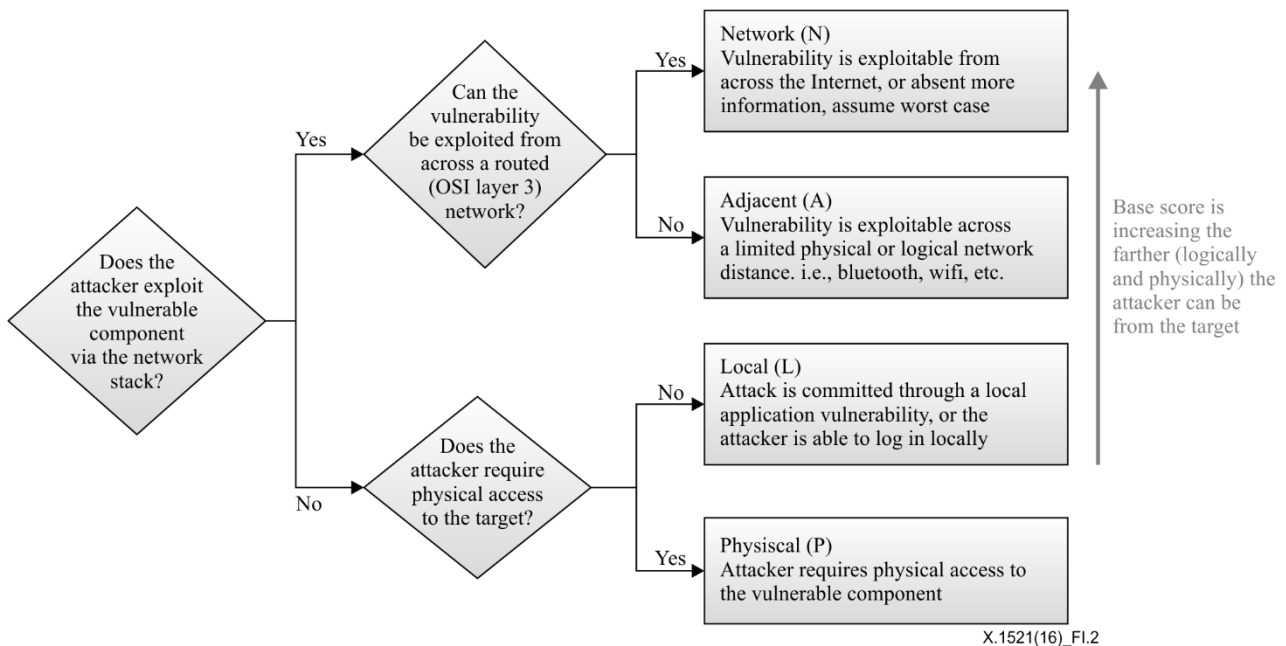 Does the
attacker exploit
the vulnerable
component
via the network
stack?
Yes
No
Can the
vulnerability
be exploited from
across a routed
(OSI layer 3)
network?
Yes
No
Does the
attacker require
physical access
to the target?
No
Yes
Network (N)
Vulnerability is exploitable from
across the Internet, or absent more
information, assume worst case
Adjacent (A)
Vulnerability is exploitable across
a limited physical or logical network
distance. i.e., bluetooth, wifi, etc.
Local (L)
Attack is committed through a local
application vulnerability, or the
attacker is able to log in locally
Physiscal (P)
Attacker requires physical access to
the vulnerable component
Base score is
increasing the
farther (logically
and physically) the
attacker can be
from the target
X.1521(16)_FI.2